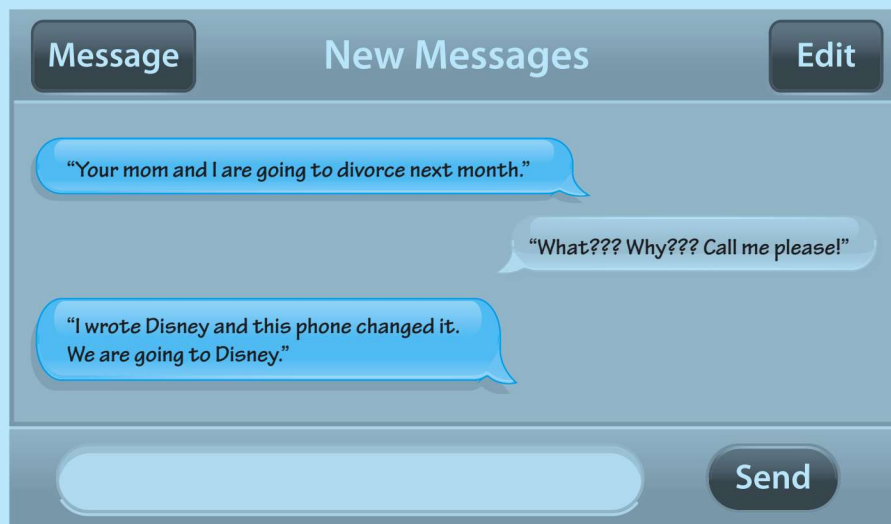 Message
New Messages
Edit
“Your mom and I are going to divorce next month.”
“What??? Why??? Call me please!”
“I wrote Disney and this phone changed it.
We are going to Disney.”
Send